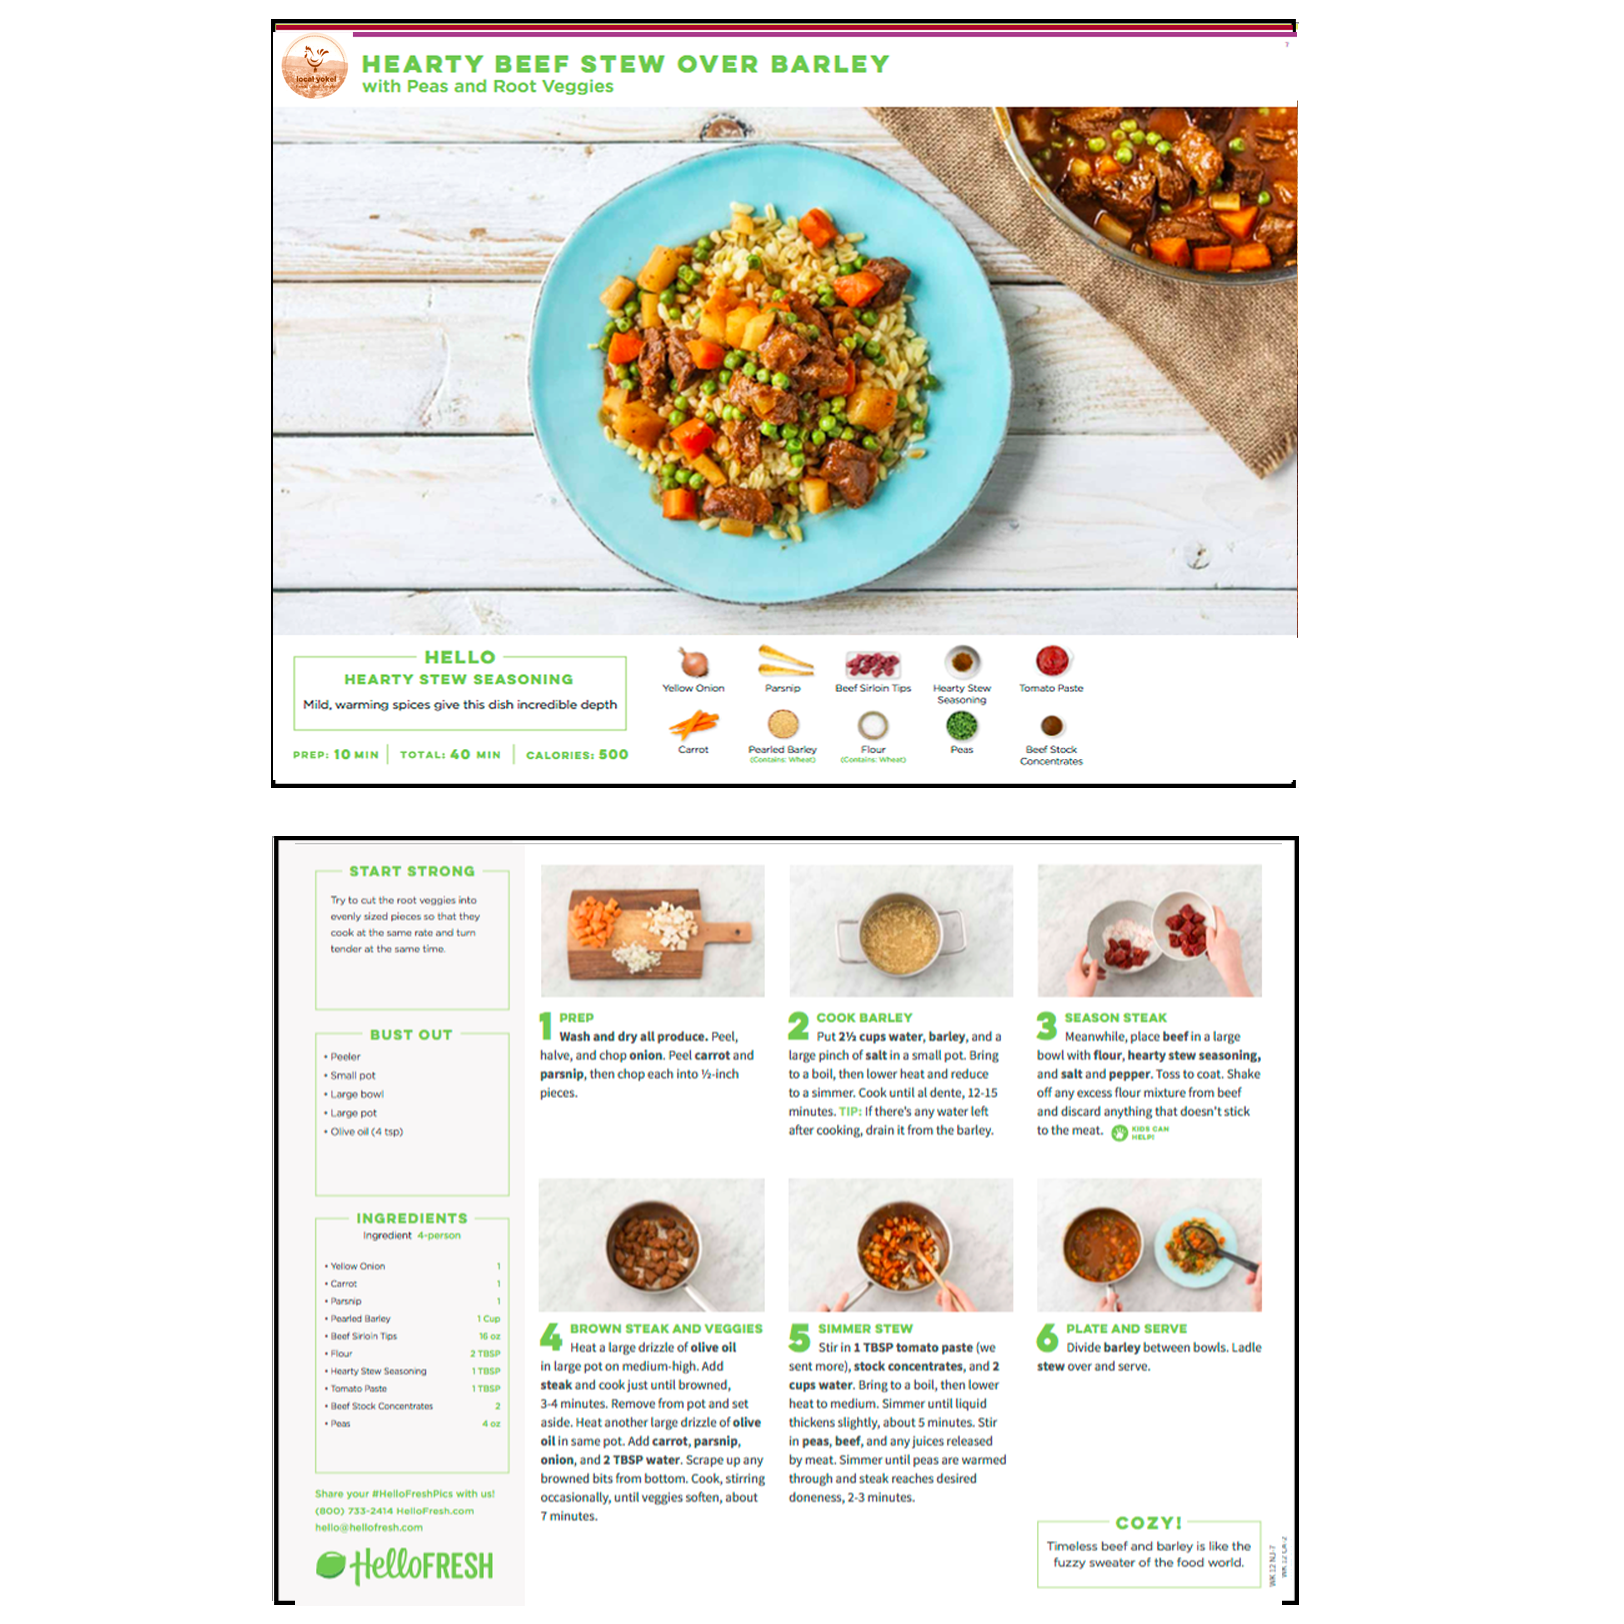 local yokel
HEARTY BEEF STEW OVER BARLEY
with Peas and Root Veggies
7
HELLO
HEARTY STEW SEASONING
Mild, warming spices give this dish incredible depth
PREP: 10 MIN | TOTAL: 40 MIN | CALORIES: 500
Yellow Onion
Parsnip
Beef Sirloin Tips
Hearty Stew
Seasoning
Tomato Paste
Carrot
Pearled Barley
(Contains: Wheat)
Flour
(Contains: Wheat)
Peas
Beef Stock
Concentrates
START STRONG
Try to cut the root veggies into
evenly sized pieces so that they
cook at the same rate and turn
tender at the same time.
BUST OUT
• Peeler
• Small pot
• Large bowl
• Large pot
• Olive oil (4 tsp)
INGREDIENTS
Ingredient 4-person
• Yellow Onion 1
• Carrot 1
• Parsnip 1
• Pearled Barley 1 Cup
• Beef Sirloin Tips 16 oz
• Flour 2 TBSP
• Hearty Stew Seasoning 1 TBSP
• Tomato Paste 1 TBSP
• Beef Stock Concentrates 2
• Peas 4 oz
Share your #HelloFreshPics with us!
(800) 733-2414 HelloFresh.com
hello@hellofresh.com
HelloFRESH
1 PREP
Wash and dry all produce. Peel,
halve, and chop onion. Peel carrot and
parsnip, then chop each into ½-inch
pieces.
2 COOK BARLEY
Put 2½ cups water, barley, and a
large pinch of salt in a small pot. Bring
to a boil, then lower heat and reduce
to a simmer. Cook until al dente, 12-15
minutes. TIP: If there's any water left
after cooking, drain it from the barley.
3 SEASON STEAK
Meanwhile, place beef in a large
bowl with flour, hearty stew seasoning,
and salt and pepper. Toss to coat. Shake
off any excess flour mixture from beef
and discard anything that doesn't stick
to the meat.
KIDS CAN
HELP!
4 BROWN STEAK AND VEGGIES
Heat a large drizzle of olive oil
in large pot on medium-high. Add
steak and cook just until browned,
3-4 minutes. Remove from pot and set
aside. Heat another large drizzle of olive
oil in same pot. Add carrot, parsnip,
onion, and 2 TBSP water. Scrape up any
browned bits from bottom. Cook, stirring
occasionally, until veggies soften, about
7 minutes.
5 SIMMER STEW
Stir in 1 TBSP tomato paste (we
sent more), stock concentrates, and 2
cups water. Bring to a boil, then lower
heat to medium. Simmer until liquid
thickens slightly, about 5 minutes. Stir
in peas, beef, and any juices released
by meat. Simmer until peas are warmed
through and steak reaches desired
doneness, 2-3 minutes.
6 PLATE AND SERVE
Divide barley between bowls. Ladle
stew over and serve.
COZY!
Timeless beef and barley is like the
fuzzy sweater of the food world.
WK 12 NJ-7